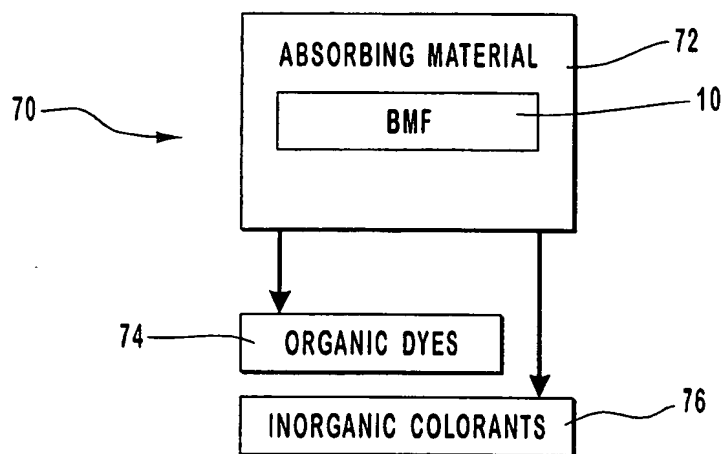 ABSORBING MATERIAL
72
70
BMF
10
74
ORGANIC DYES
INORGANIC COLORANTS
76